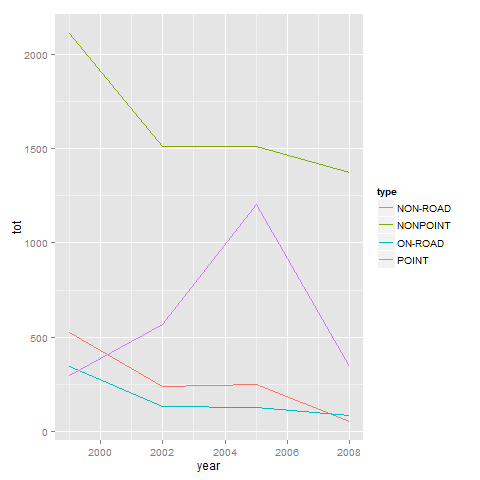 2000
1500
1000
500
0
tot
2000
2002
2004
2006
2008
year
type
NON-ROAD
NONPOINT
ON-ROAD
POINT